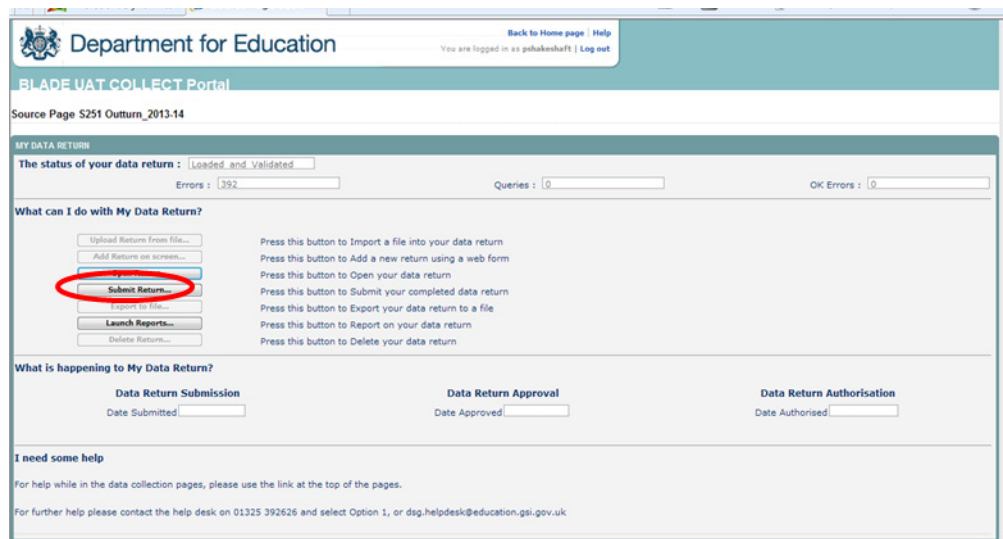 Back to Home page | Help
Department for Education
You are logged in as pshakeshaft | Log out
BLADE UAT COLLECT Portal
Source Page S251 Outturn_2013-14
MY DATA RETURN
The status of your data return : Loaded_and_Validated
Errors : 392 Queries : 0 OK Errors : 0
What can I do with My Data Return?
Upload Return from file... Press this button to Import a file into your data return
Add Return on screen... Press this button to Add a new return using a web form
Press this button to Open your data return
Submit Return... Press this button to Submit your completed data return
Export to file... Press this button to Export your data return to a file
Launch Reports... Press this button to Report on your data return
Delete Return... Press this button to Delete your data return
What is happening to My Data Return?
Data Return Submission Data Return Approval Data Return Authorisation
Date Submitted Date Approved Date Authorised
I need some help
For help while in the data collection pages, please use the link at the top of the pages.
For further help please contact the help desk on 01325 392626 and select Option 1, or dsg.helpdesk@education.gsi.gov.uk